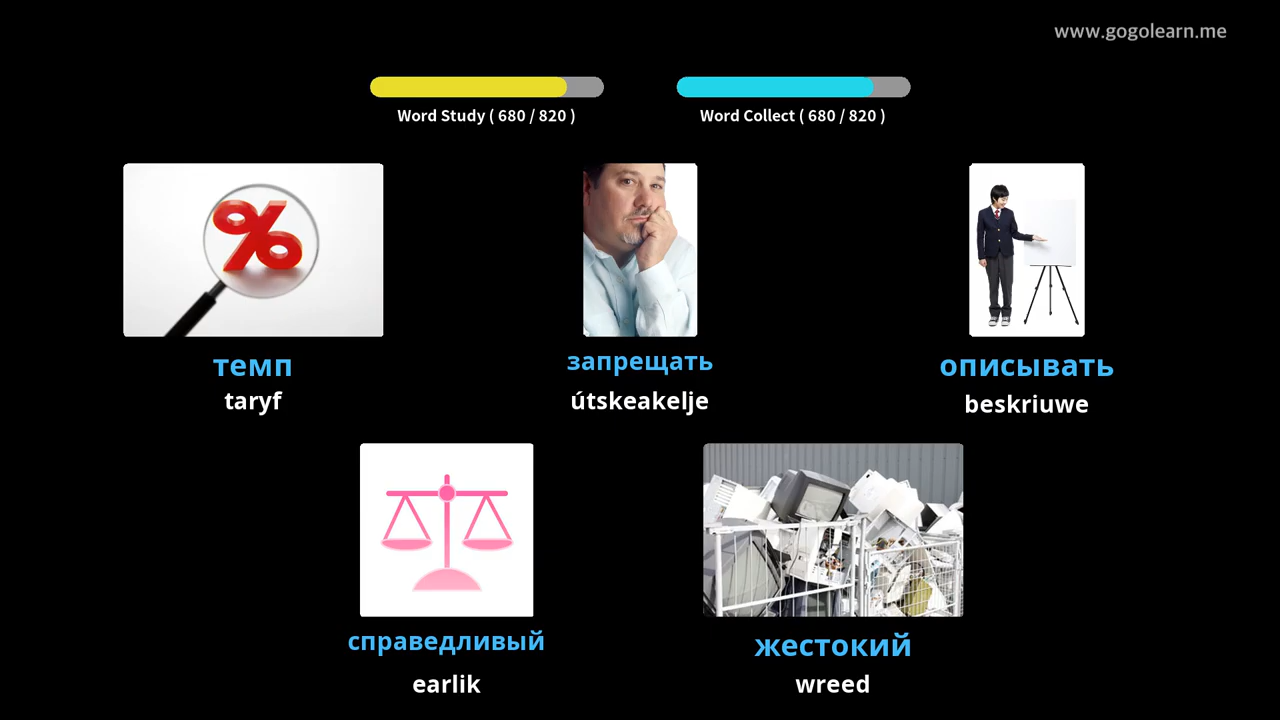 www.gogolearn.me
Word Study ( 680 / 820 )
Word Collect ( 680 / 820 )
темп
taryf
запрещать
útskeakelje
описывать
beskriuwe
справедливый
earlik
жестокий
wreed